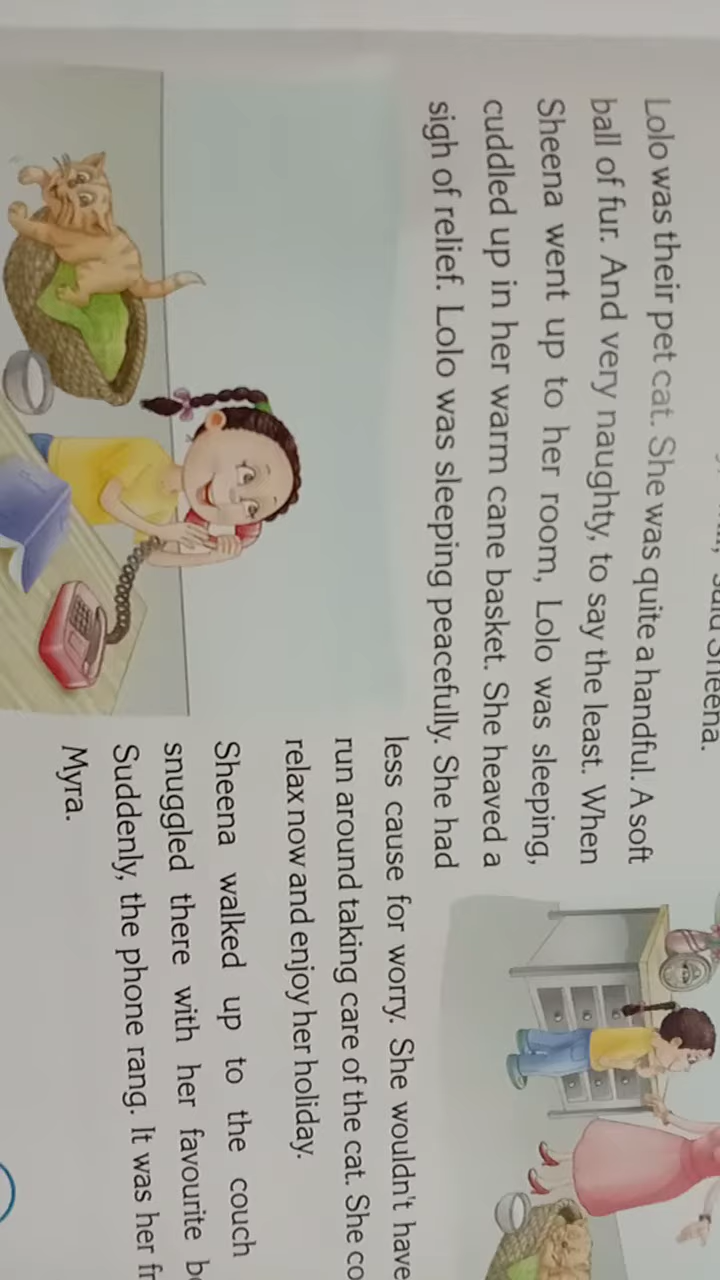 said Sheena.
Lolo was their pet cat. She was quite a handful. A soft
ball of fur. And very naughty, to say the least. When
Sheena went up to her room, Lolo was sleeping,
cuddled up in her warm cane basket. She heaved a
sigh of relief. Lolo was sleeping peacefully. She had
less cause for worry. She wouldn't have
run around taking care of the cat. She
relax now and enjoy her holiday.
Sheena walked up to the couch
snuggled there with her favourite
Suddenly, the phone rang. It was her
Myra.